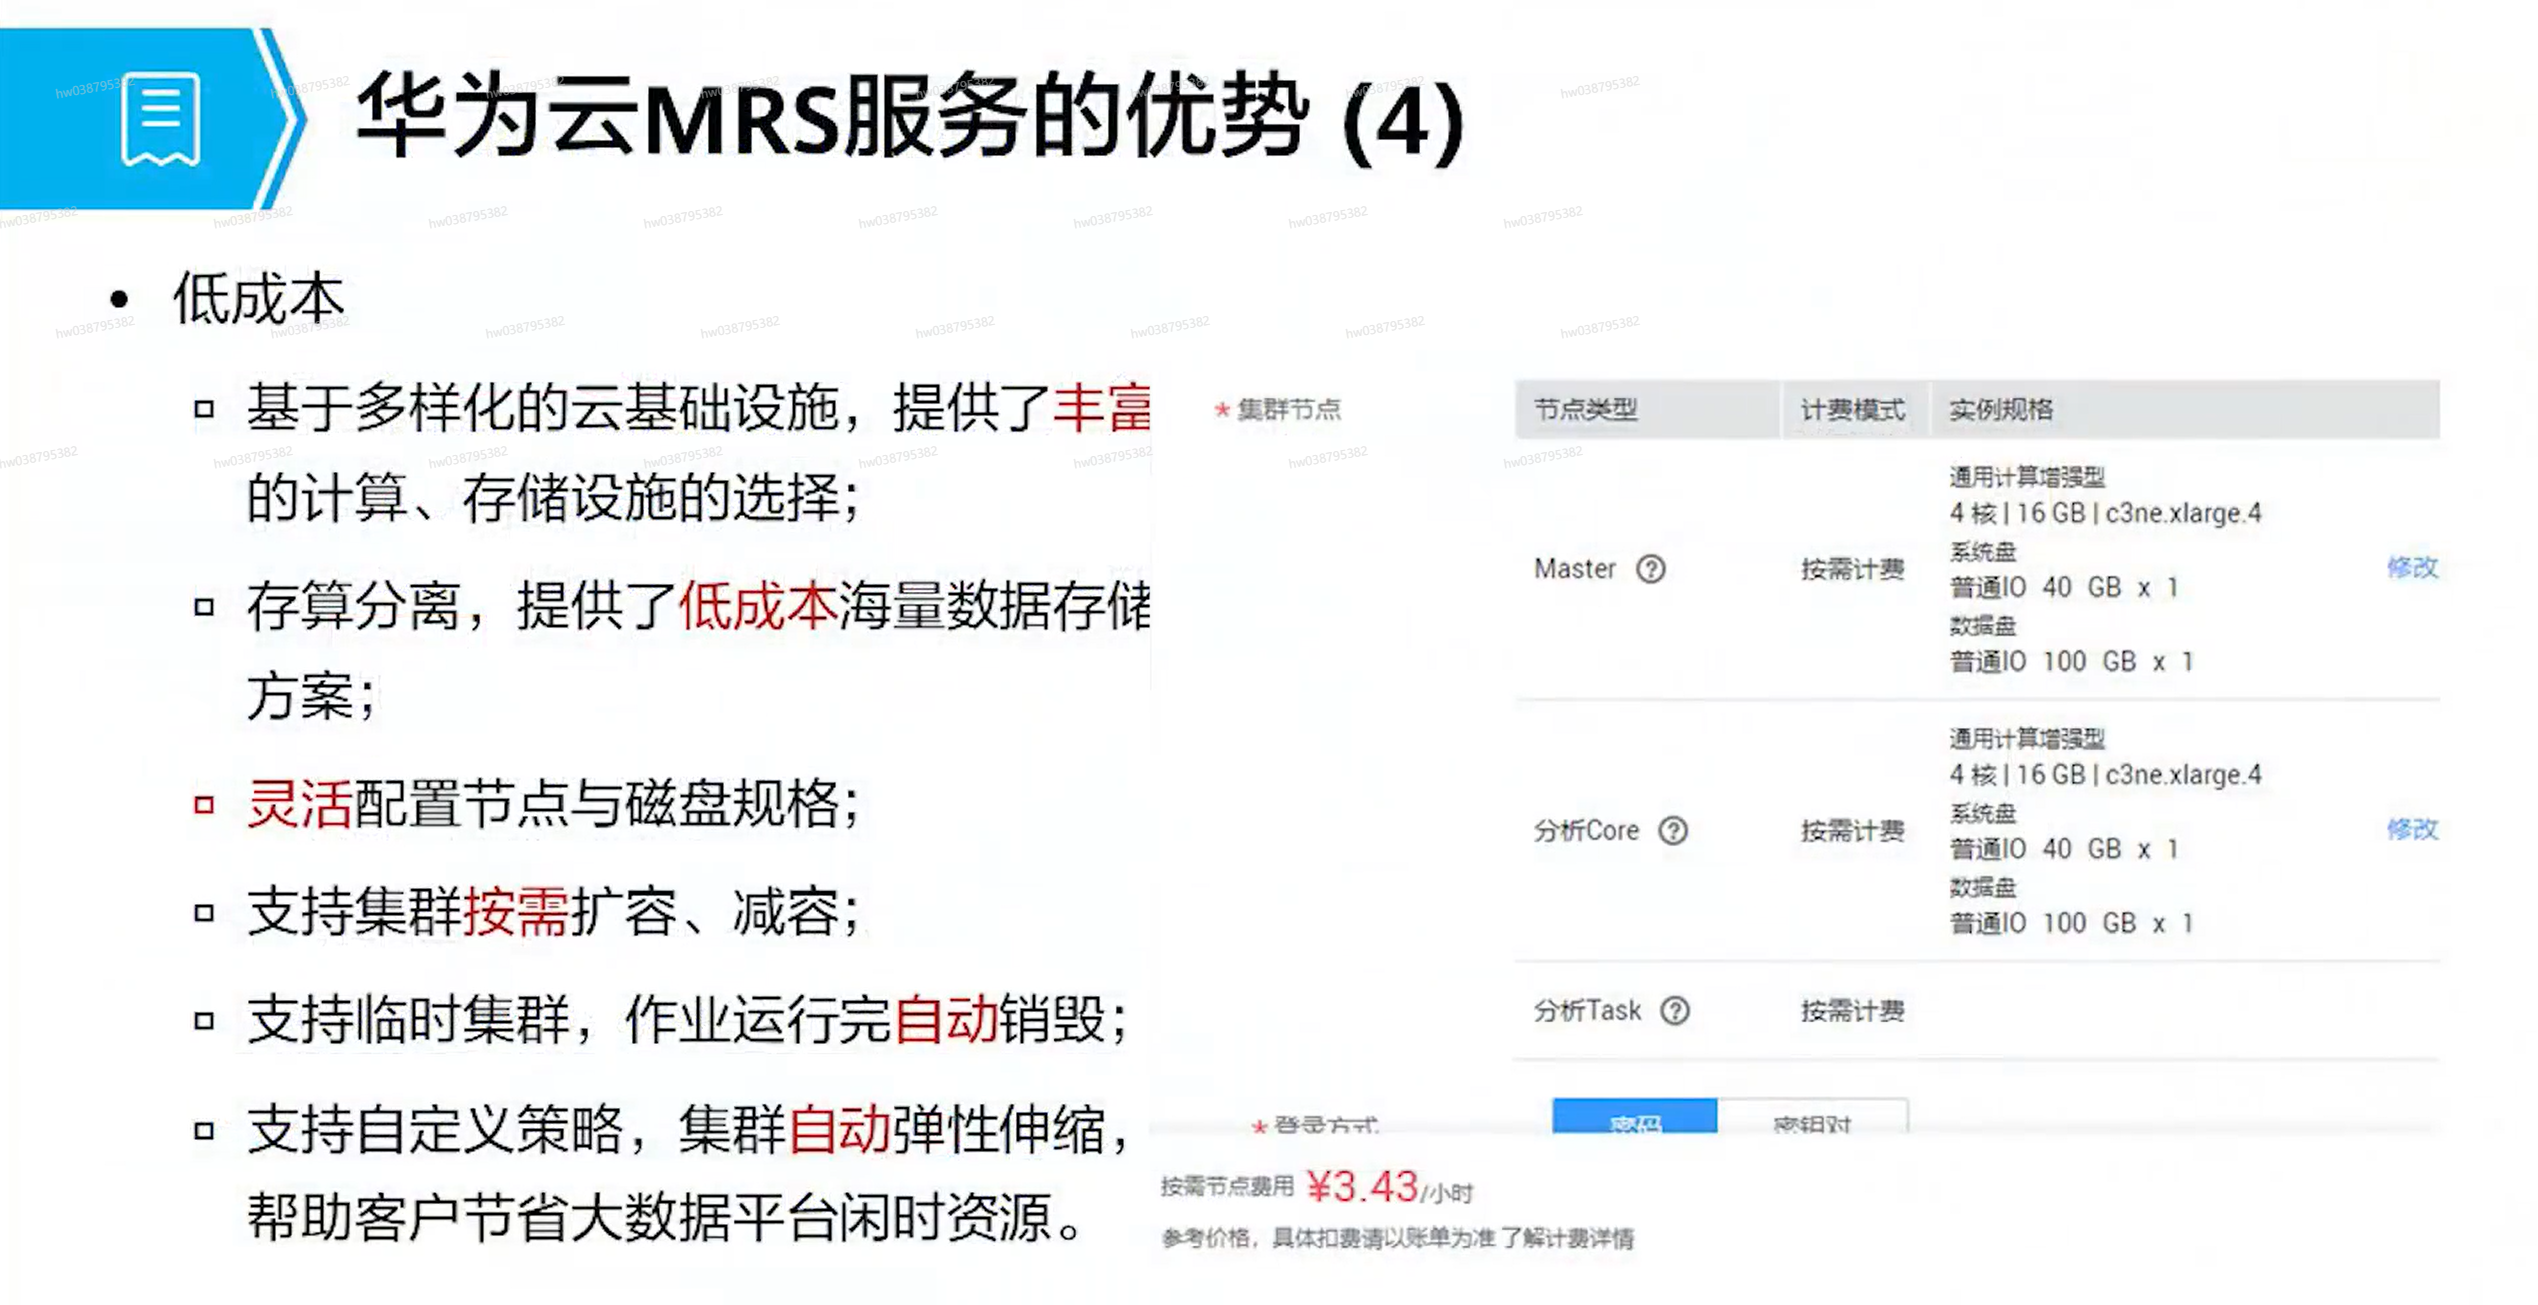 华为云MRS服务的优势 (4)
• 低成本
基于多样化的云基础设施，提供了丰富
的计算、存储设施的选择；
存算分离，提供了低成本海量数据存储
方案；
灵活配置节点与磁盘规格；
支持集群按需扩容、减容；
支持临时集群，作业运行完自动销毁；
支持自定义策略，集群自动弹性伸缩，
帮助客户节省大数据平台闲时资源。
* 集群节点
节点类型 计费模式 实例规格
通用计算增强型
4 核 | 16 GB | c3ne.xlarge.4
系统盘
Master 按需计费 修改
普通IO 40 GB x 1
数据盘
普通IO 100 GB x 1
通用计算增强型
4 核 | 16 GB | c3ne.xlarge.4
系统盘
分析Core 按需计费 修改
普通IO 40 GB x 1
数据盘
普通IO 100 GB x 1
分析Task 按需计费
* 登录方式 密码 密钥对
按需节点费用 ¥3.43/小时
参考价格，具体扣费请以账单为准 了解计费详情
hw038795382